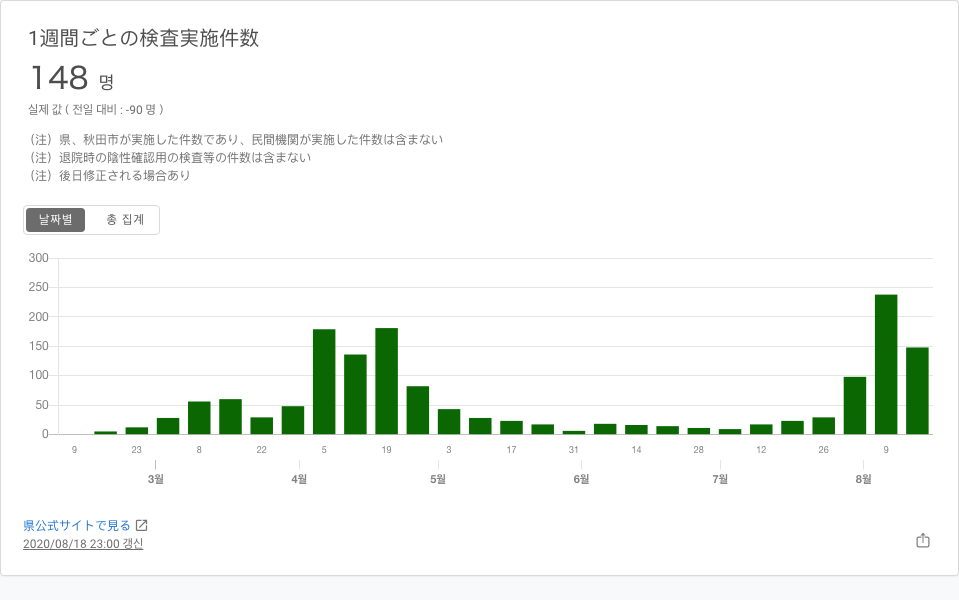 1週間ごとの検査実施件数
148 명
실제 값 ( 전일 대비 : -90 명 )
（注）県、秋田市が実施した件数であり、民間機関が実施した件数は含まない
（注）退院時の陰性確認用の検査等の件数は含まない
（注）後日修正される場合あり
날짜별 총 집계
300
250
200
150
100
50
0
9 23 8 22 5 19 3 17 31 14 28 12 26 9
3월 4월 5월 6월 7월 8월
県公式サイトで見る
2020/08/18 23:00 갱신